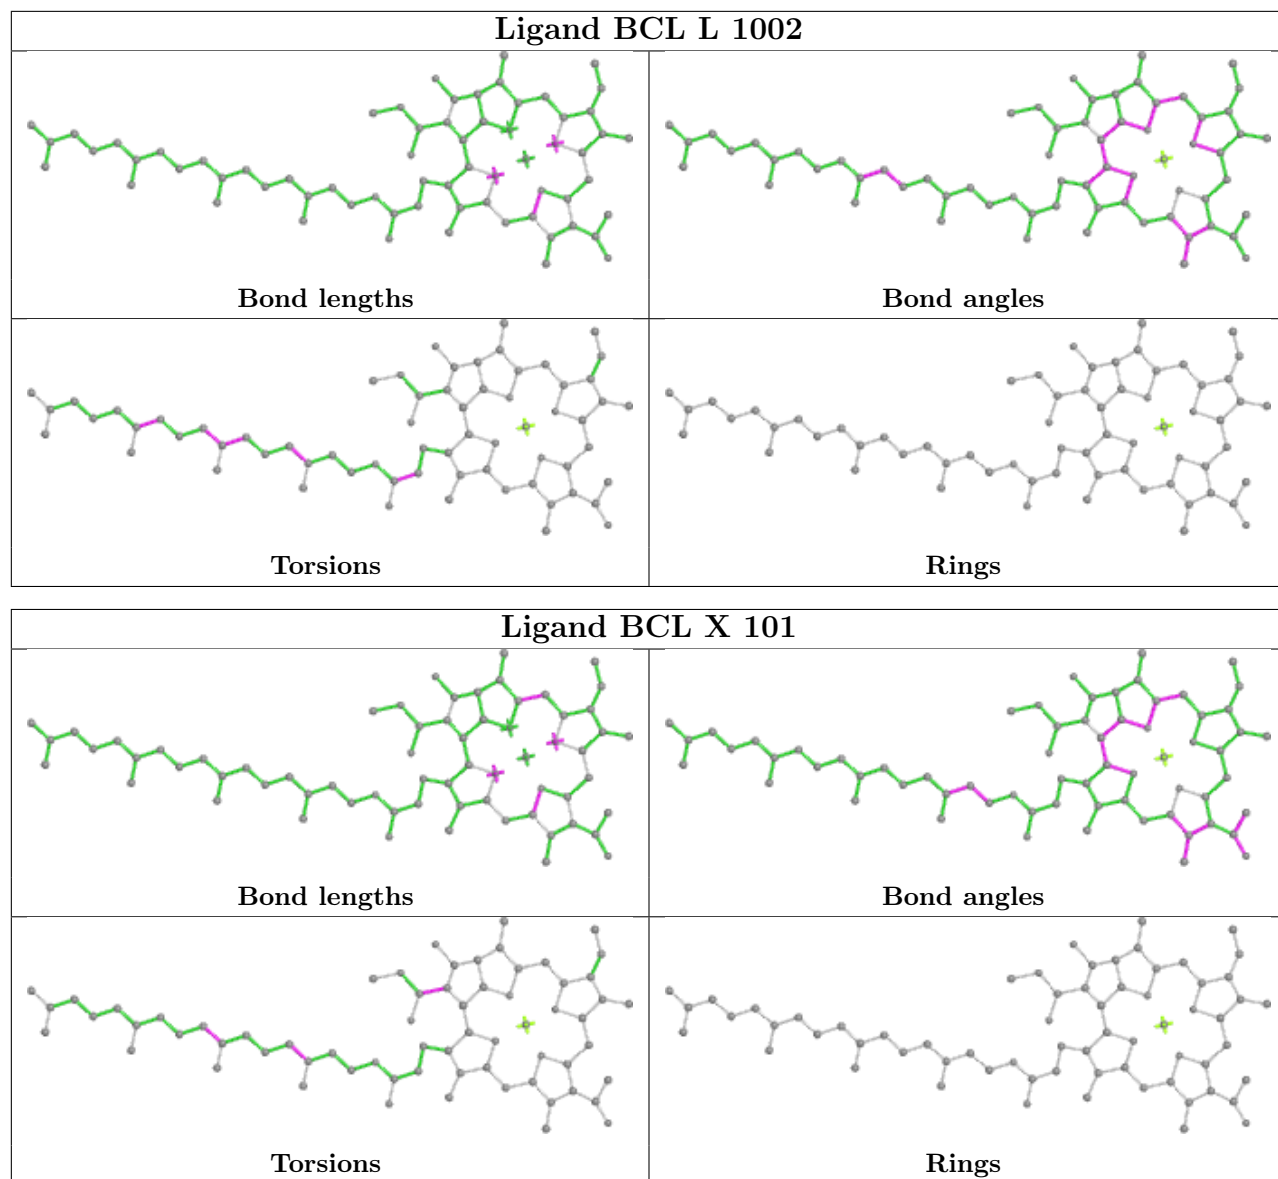 Ligand BCL L 1002
Bond lengths
Bond angles
Torsions
Rings
Ligand BCL X 101
Bond lengths
Bond angles
Torsions
Rings